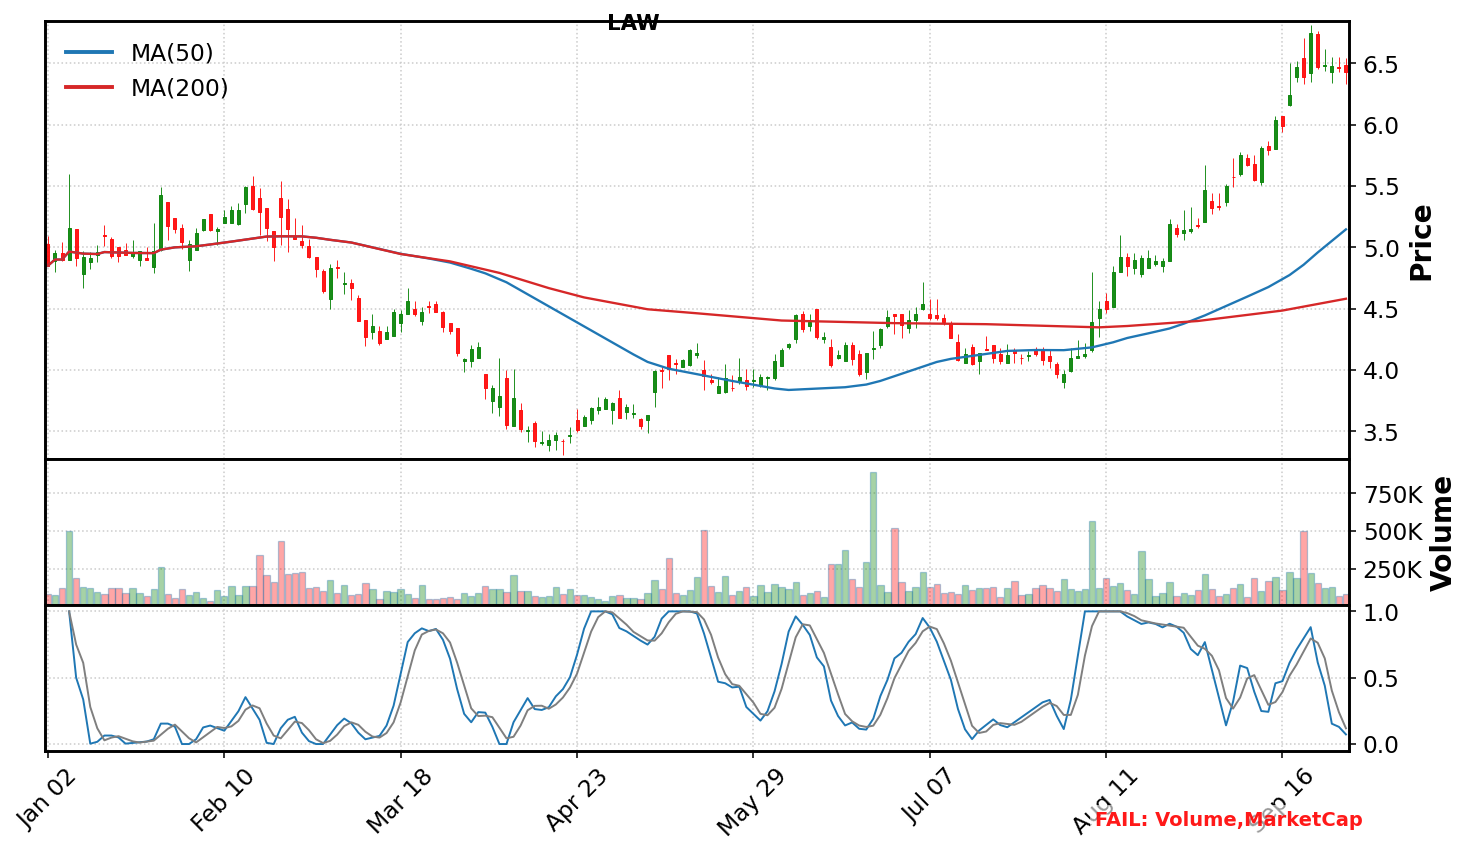 LAW
MA(50)
MA(200)
6.5
6.0
5.5
5.0
4.5
4.0
3.5
Price
750K
500K
250K
Volume
1.0
0.5
0.0
Jan 02
Feb 10
Mar 18
Apr 23
May 29
Jul 07
Aug 11
Sep 16
FAIL: Volume,MarketCap